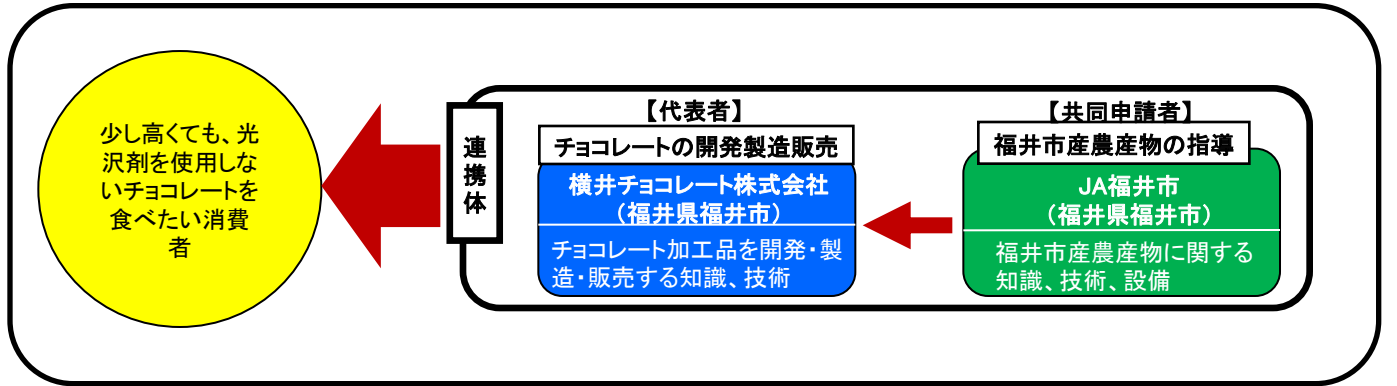 少し高くても、光
沢剤を使用しな
いチョコレートを
食べたい消費
者
連
携
体
【代表者】
チョコレートの開発製造販売
横井チョコレート株式会社
（福井県福井市）
チョコレート加工品を開発・製
造・販売する知識、技術
【共同申請者】
福井市産農産物の指導
JA福井市
（福井県福井市）
福井市産農産物に関する
知識、技術、設備